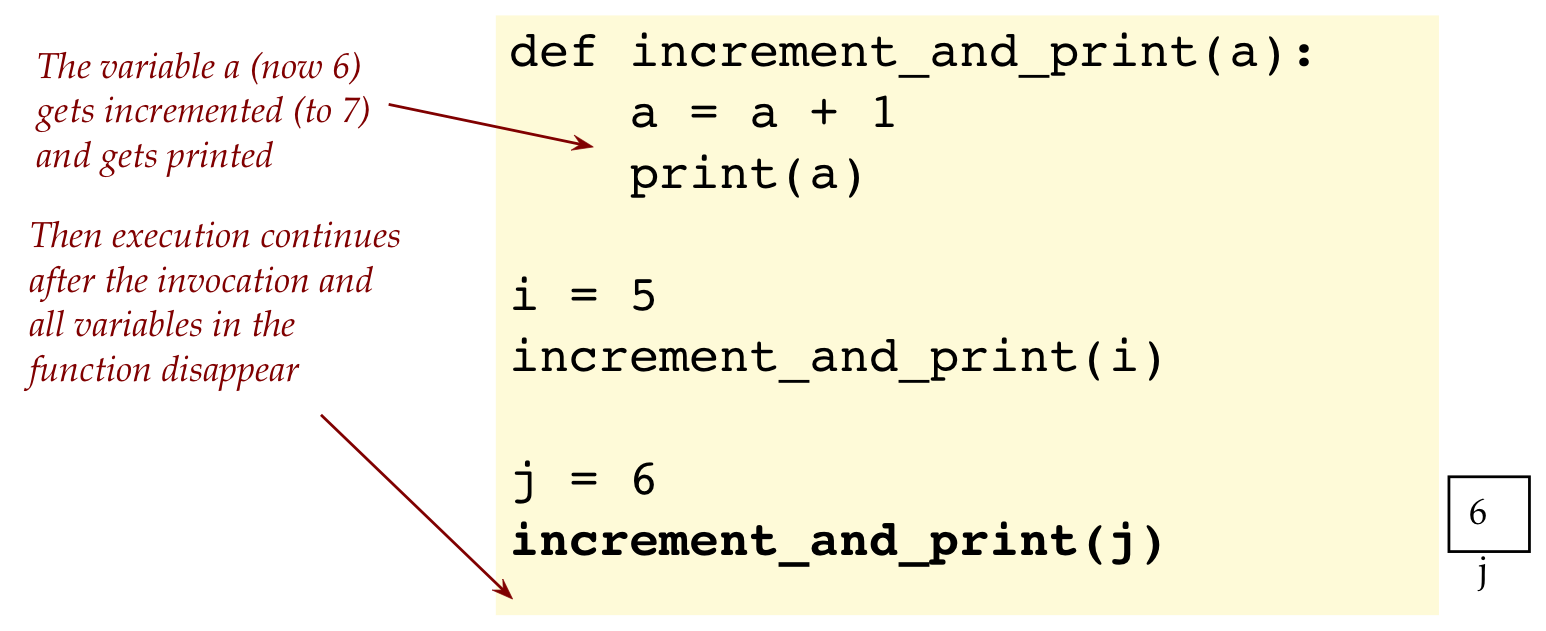 The variable a (now 6)
gets incremented (to 7)
and gets printed
Then execution continues
after the invocation and
all variables in the
function disappear
def increment_and_print(a):
    a = a + 1
    print(a)
i = 5
increment_and_print(i)
j = 6
increment_and_print(j)
6
j